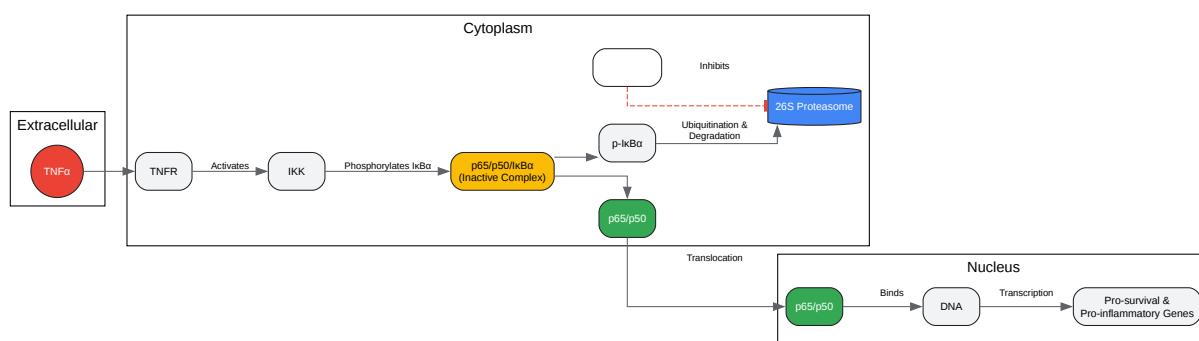 Cytoplasm
Inhibits
26S Proteasome
Extracellular
TNFα
TNFR
Activates
IKK
Phosphorylates IκBα
p65/p50/IκBα
(Inactive Complex)
p-IκBα
Ubiquitination &
Degradation
p65/p50
Translocation
Nucleus
p65/p50
Binds
DNA
Transcription
Pro-survival &
Pro-inflammatory Genes